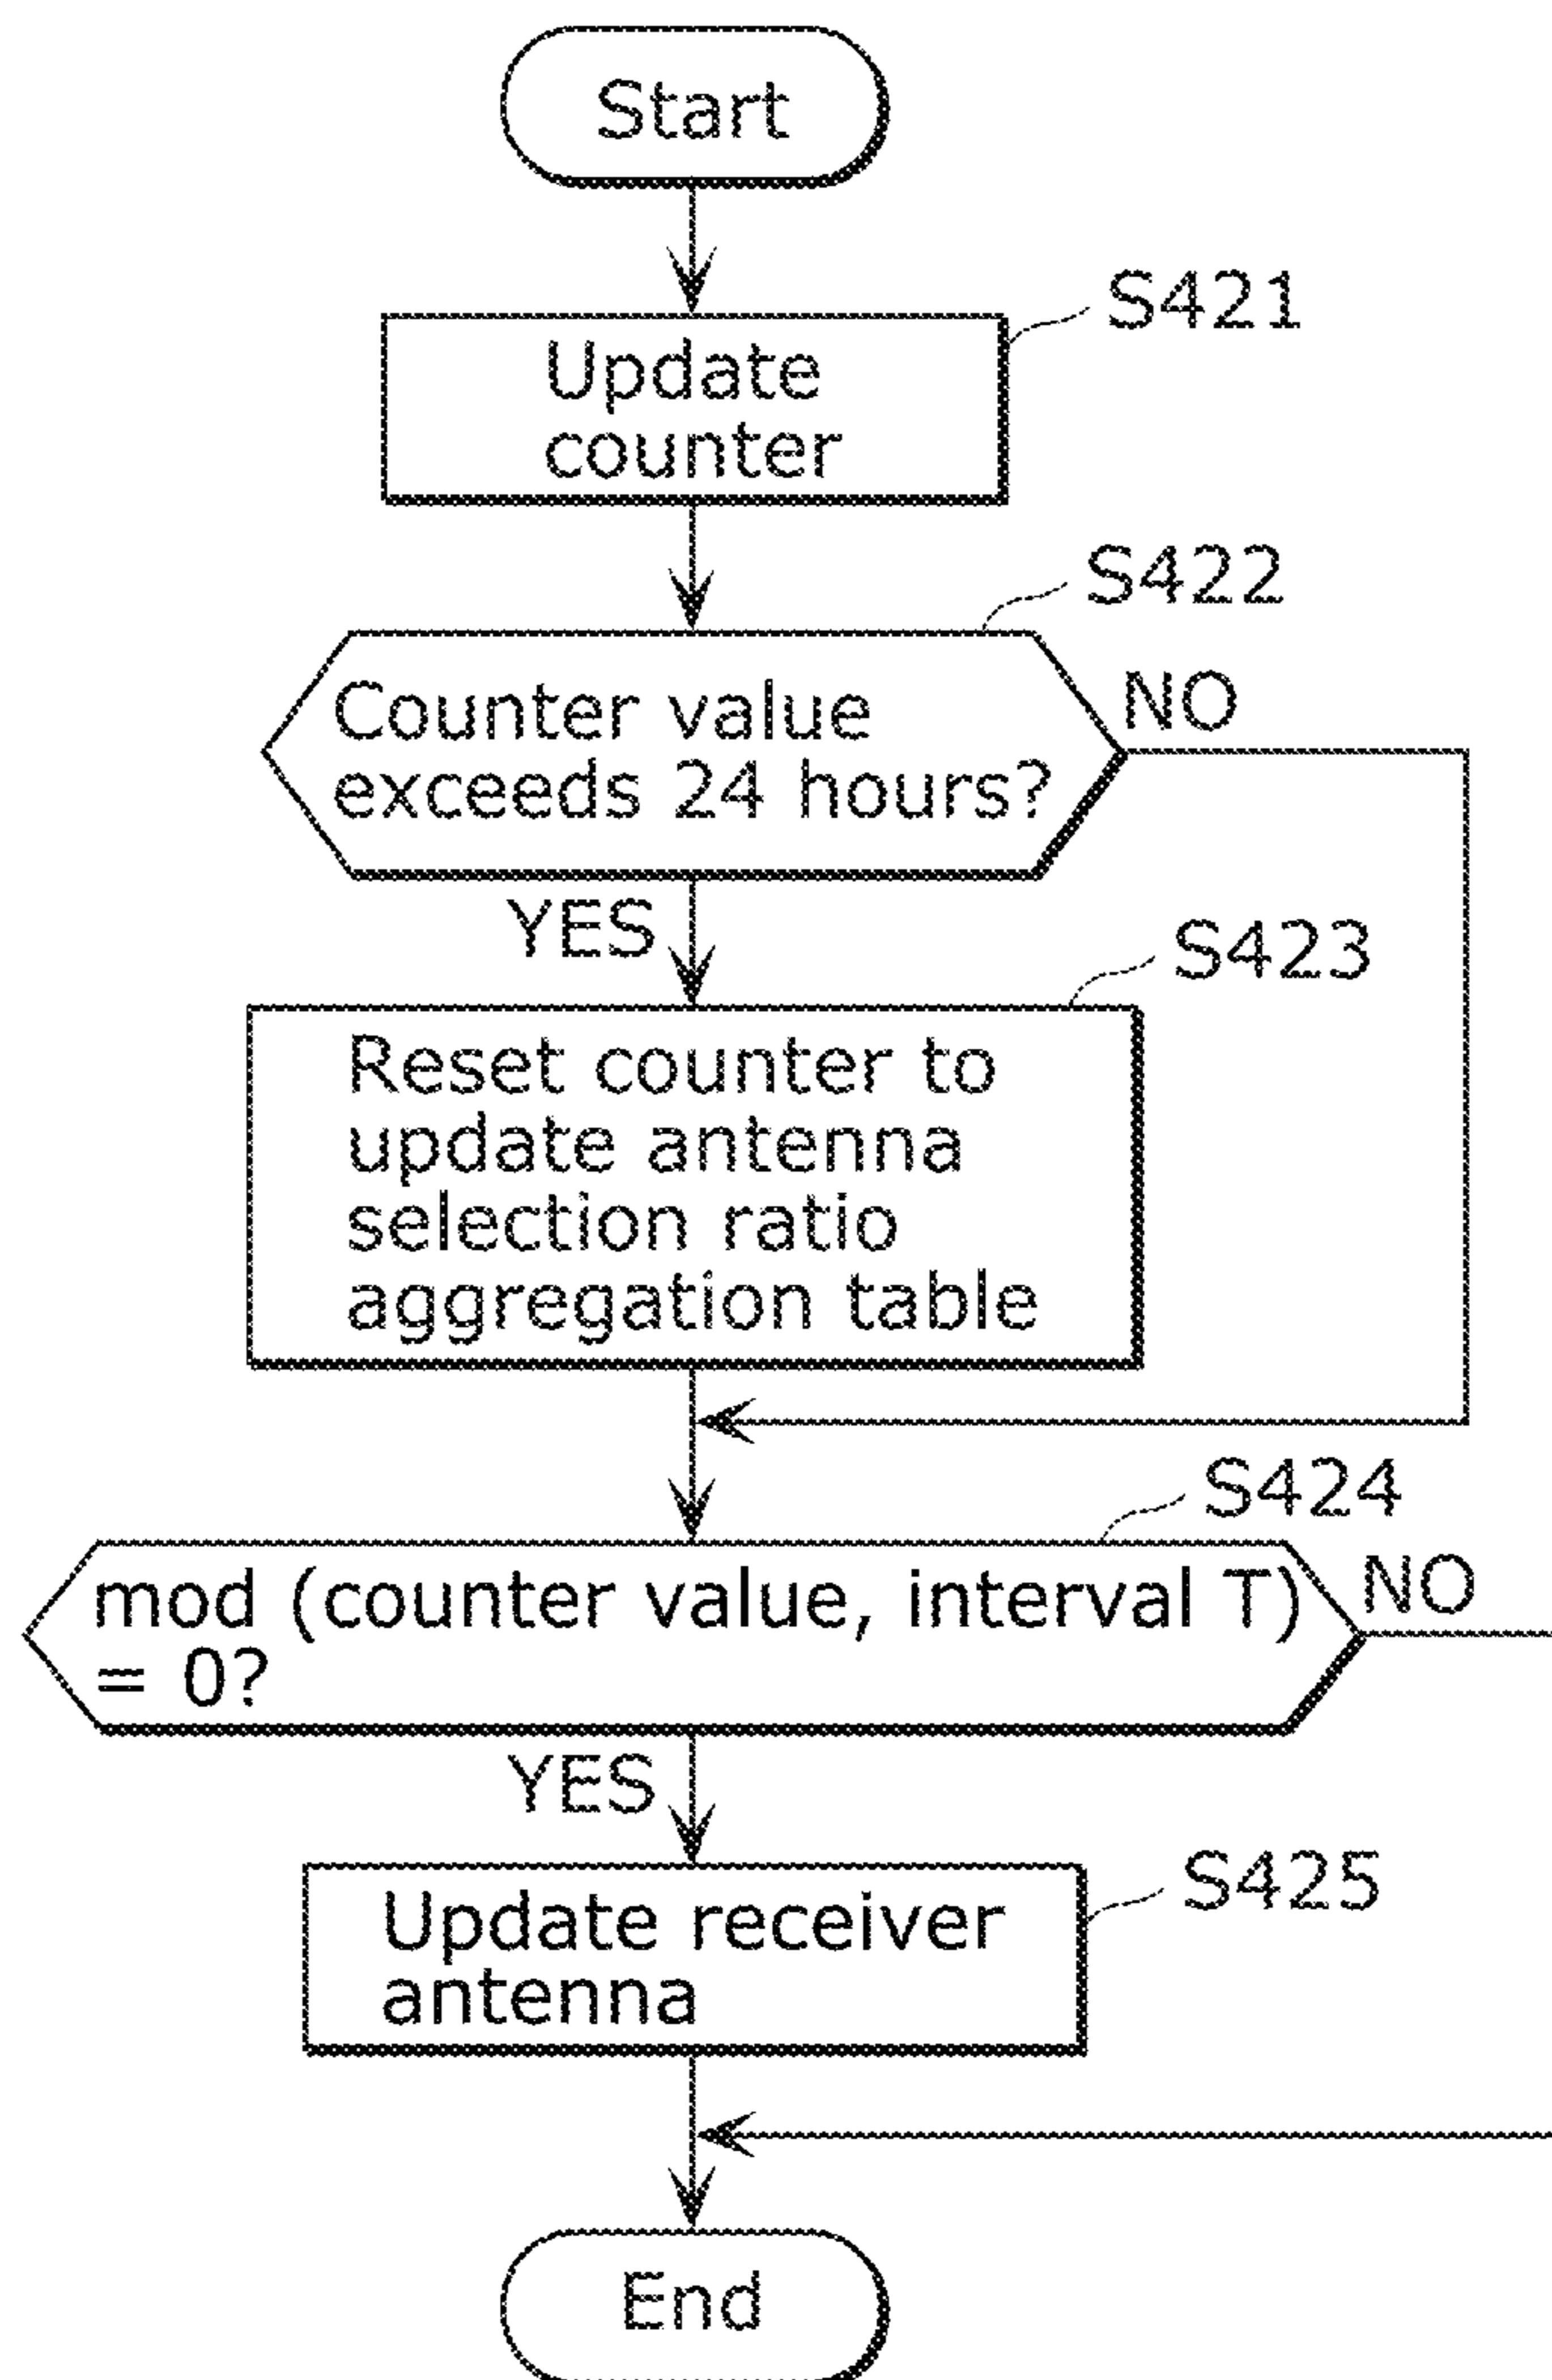 Start
S421
Update
counter
S422
Counter value
exceeds 24 hours?
NO
YES
S423
Reset counter to
update antenna
selection ratio
aggregation table
S424
mod (counter value, interval T)
= 0?
NO
YES
S425
Update receiver
antenna
End